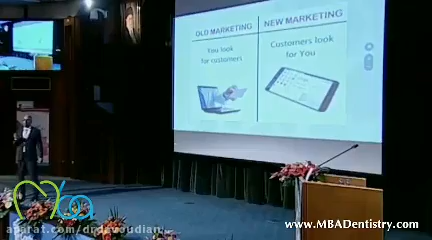 OLD MARKETING
NEW MARKETING
You look
for customers
Customers look
for You
aparat.com/drdavoudian
www.MBADentistry.com